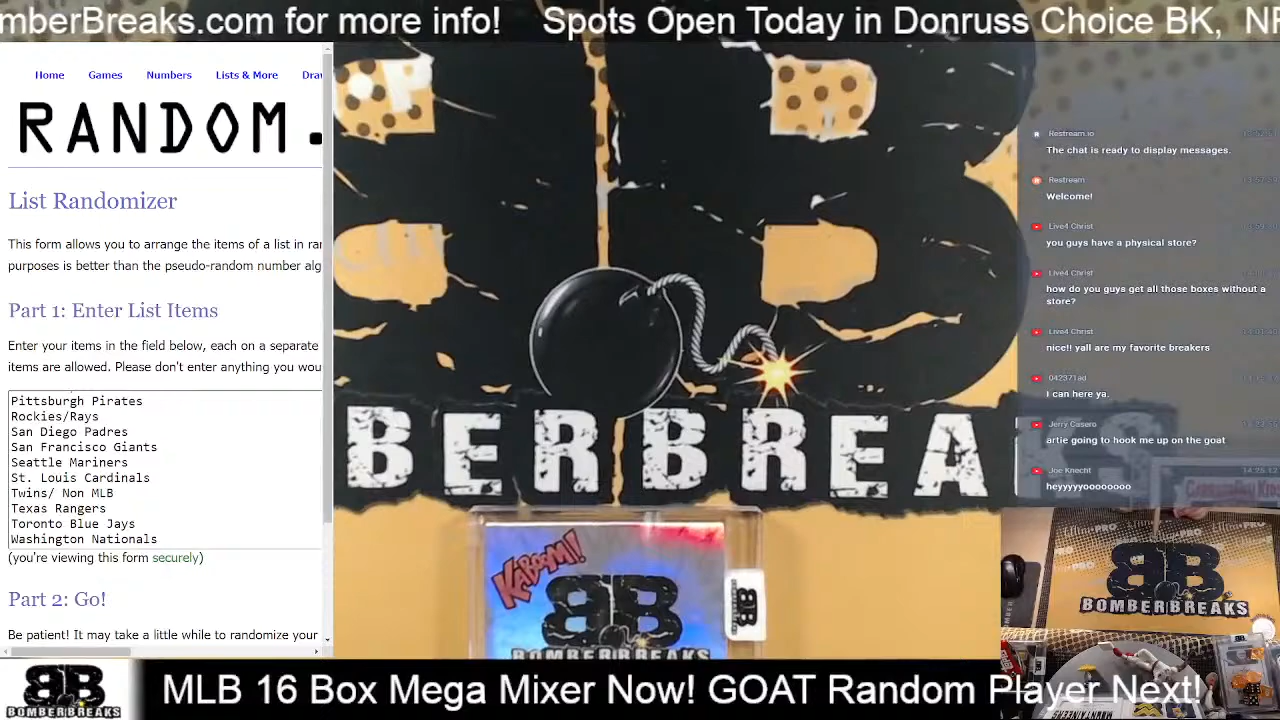 mberBreaks.com for more info! Spots Open Today in Donruss Choice BK, NF
Home Games Numbers Lists & More Drav
RANDOM.
List Randomizer
This form allows you to arrange the items of a list in ran
purposes is better than the pseudo-random number alg
Part 1: Enter List Items
Enter your items in the field below, each on a separate
items are allowed. Please don't enter anything you wou
Pittsburgh Pirates
Rockies/Rays
San Diego Padres
San Francisco Giants
Seattle Mariners
St. Louis Cardinals
Twins/ Non MLB
Texas Rangers
Toronto Blue Jays
Washington Nationals
(you're viewing this form securely)
Part 2: Go!
Be patient! It may take a little while to randomize your
BERBREA
KABOOM!
BB
BOMBERBREAKS
BB
Restream.io
The chat is ready to display messages.
Restream
Welcome!
Live4 Christ
you guys have a physical store?
Live4 Christ
how do you guys get all those boxes without a
store?
Live4 Christ
nice!! yall are my favorite breakers
042371ad
I can here ya.
Jerry Casero
artie going to hook me up on the goat
Joe Knecht
heyyyyyoooooooo
BB
BOMBERBREAKS
BB
BOMBERBREAKS
MLB 16 Box Mega Mixer Now! GOAT Random Player Next!